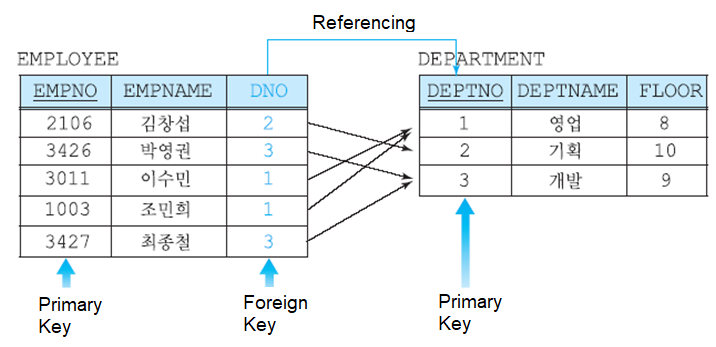 Referencing
EMPLOYEE
DEPARTMENT
EMPNO EMPNAME DNO
DEPTNO DEPTNAME FLOOR
2106 김창섭 2
1 영업 8
3426 박영권 3
2 기획 10
3011 이수민 1
3 개발 9
1003 조민희 1
3427 최종철 3
Primary
Key
Foreign
Key
Primary
Key